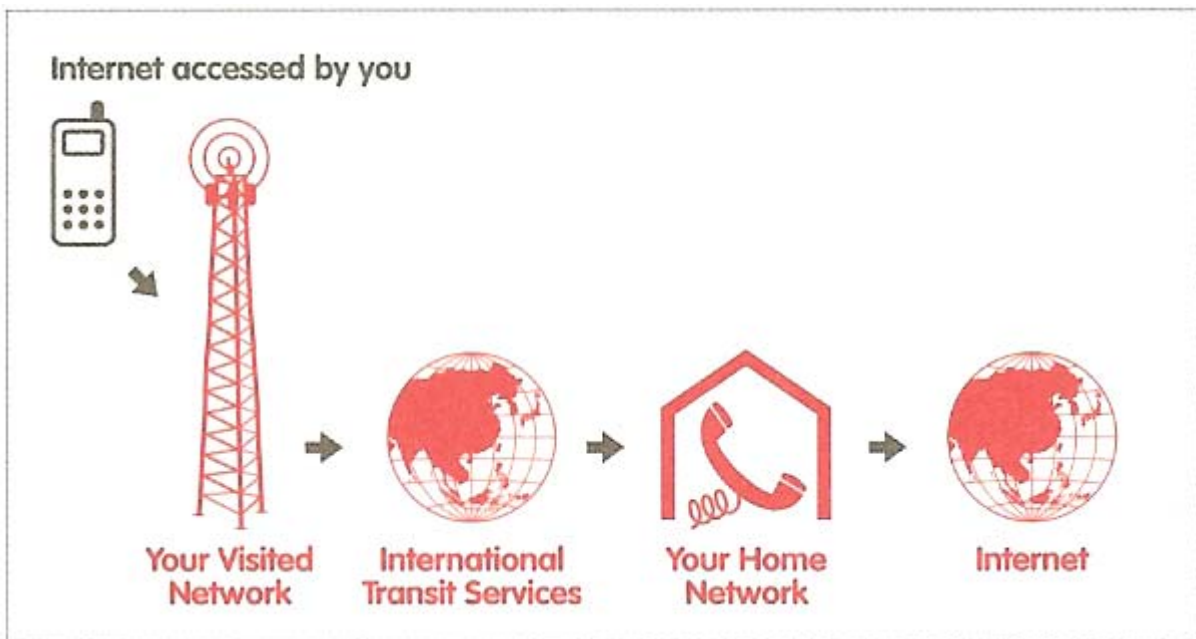 Internet accessed by you
Your Visited
Network
International
Transit Services
Your Home
Network
Internet